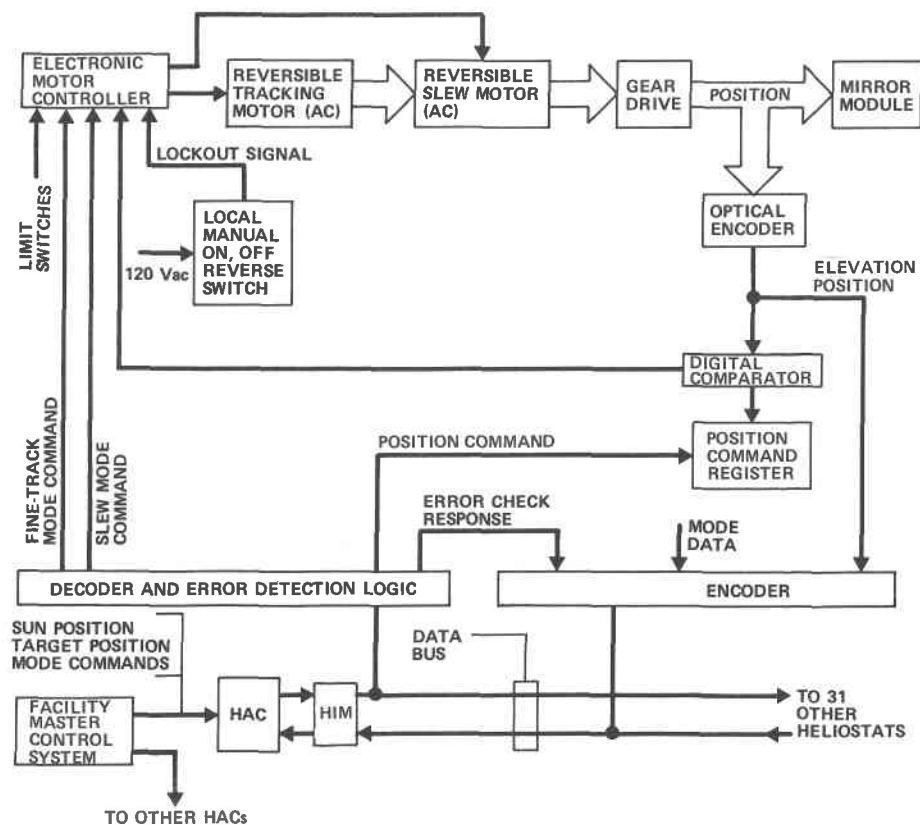 ELECTRONIC
MOTOR
CONTROLLER
REVERSIBLE
TRACKING
MOTOR (AC)
REVERSIBLE
SLEW MOTOR
(AC)
GEAR
DRIVE
POSITION
MIRROR
MODULE
LOCKOUT SIGNAL
LIMIT
SWITCHES
LOCAL
MANUAL
ON, OFF
REVERSE
SWITCH
120 Vac
OPTICAL
ENCODER
ELEVATION
POSITION
DIGITAL
COMPARATOR
FINE-TRACK
MODE COMMAND
SLEW MODE
COMMAND
POSITION COMMAND
POSITION
COMMAND
REGISTER
ERROR CHECK
RESPONSE
MODE
DATA
DECODER AND ERROR DETECTION LOGIC
ENCODER
SUN POSITION
TARGET POSITION
MODE COMMANDS
DATA
BUS
FACILITY
MASTER
CONTROL
SYSTEM
HAC
HIM
TO 31
OTHER
HELIOSTATS
TO OTHER HACs